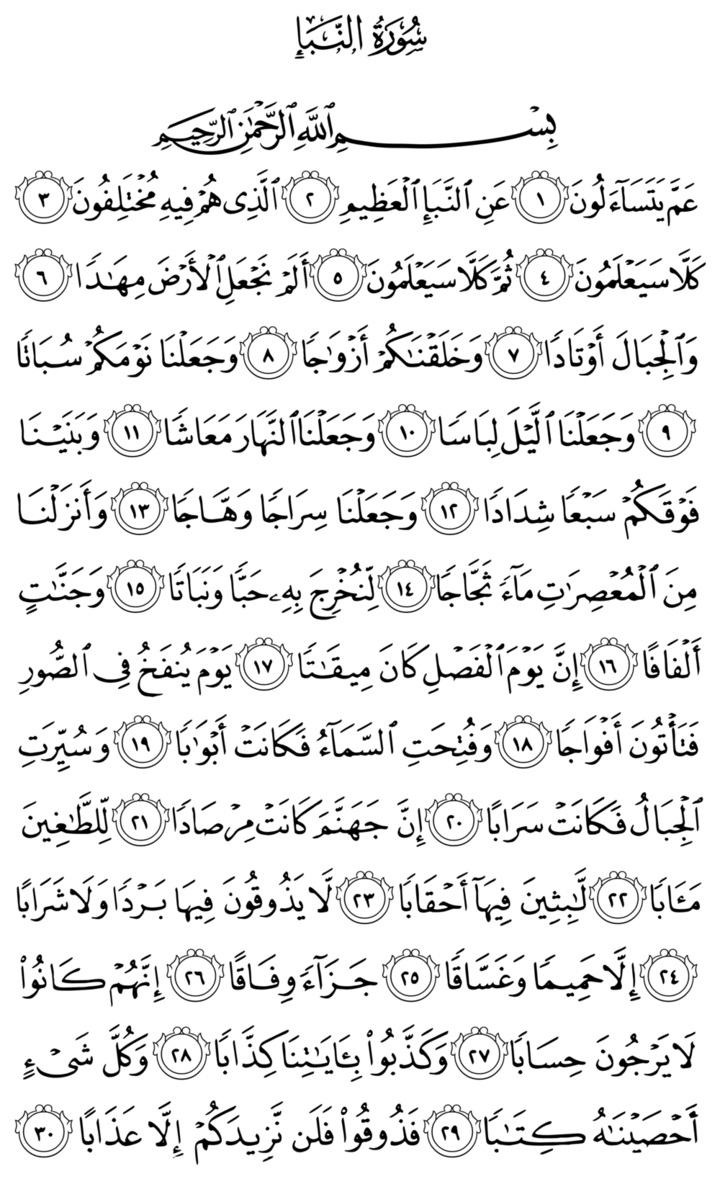 سُورَةُ النَّبَإِ
بِسْمِ ٱللَّهِ ٱلرَّحْمَٰنِ ٱلرَّحِيمِ
عَمَّ يَتَسَآءَلُونَ ١ عَنِ ٱلنَّبَإِ ٱلْعَظِيمِ ٢ ٱلَّذِى هُمْ فِيهِ مُخْتَلِفُونَ ٣
كَلَّا سَيَعْلَمُونَ ٤ ثُمَّ كَلَّا سَيَعْلَمُونَ ٥ أَلَمْ نَجْعَلِ ٱلْأَرْضَ مِهَٰدًا ٦
وَٱلْجِبَالَ أَوْتَادًا ٧ وَخَلَقْنَٰكُمْ أَزْوَٰجًا ٨ وَجَعَلْنَا نَوْمَكُمْ سُبَاتًا
٩ وَجَعَلْنَا ٱلَّيْلَ لِبَاسًا ١٠ وَجَعَلْنَا ٱلنَّهَارَ مَعَاشًا ١١ وَبَنَيْنَا
فَوْقَكُمْ سَبْعًا شِدَادًا ١٢ وَجَعَلْنَا سِرَاجًا وَهَّاجًا ١٣ وَأَنزَلْنَا
مِنَ ٱلْمُعْصِرَٰتِ مَآءً ثَجَّاجًا ١٤ لِّنُخْرِجَ بِهِۦ حَبًّا وَنَبَاتًا ١٥ وَجَنَّٰتٍ
أَلْفَافًا ١٦ إِنَّ يَوْمَ ٱلْفَصْلِ كَانَ مِيقَٰتًا ١٧ يَوْمَ يُنفَخُ فِى ٱلصُّورِ
فَتَأْتُونَ أَفْوَاجًا ١٨ وَفُتِحَتِ ٱلسَّمَآءُ فَكَانَتْ أَبْوَٰبًا ١٩ وَسُيِّرَتِ
ٱلْجِبَالُ فَكَانَتْ سَرَابًا ٢٠ إِنَّ جَهَنَّمَ كَانَتْ مِرْصَادًا ٢١ لِّلطَّٰغِينَ
مَـَٔابًا ٢٢ لَّٰبِثِينَ فِيهَآ أَحْقَابًا ٢٣ لَّا يَذُوقُونَ فِيهَا بَرْدًا وَلَا شَرَابًا
٢٤ إِلَّا حَمِيمًا وَغَسَّاقًا ٢٥ جَزَآءً وِفَاقًا ٢٦ إِنَّهُمْ كَانُوا۟
لَا يَرْجُونَ حِسَابًا ٢٧ وَكَذَّبُوا۟ بِـَٔايَٰتِنَا كِذَّابًا ٢٨ وَكُلَّ شَىْءٍ
أَحْصَيْنَٰهُ كِتَٰبًا ٢٩ فَذُوقُوا۟ فَلَن نَّزِيدَكُمْ إِلَّا عَذَابًا ٣٠